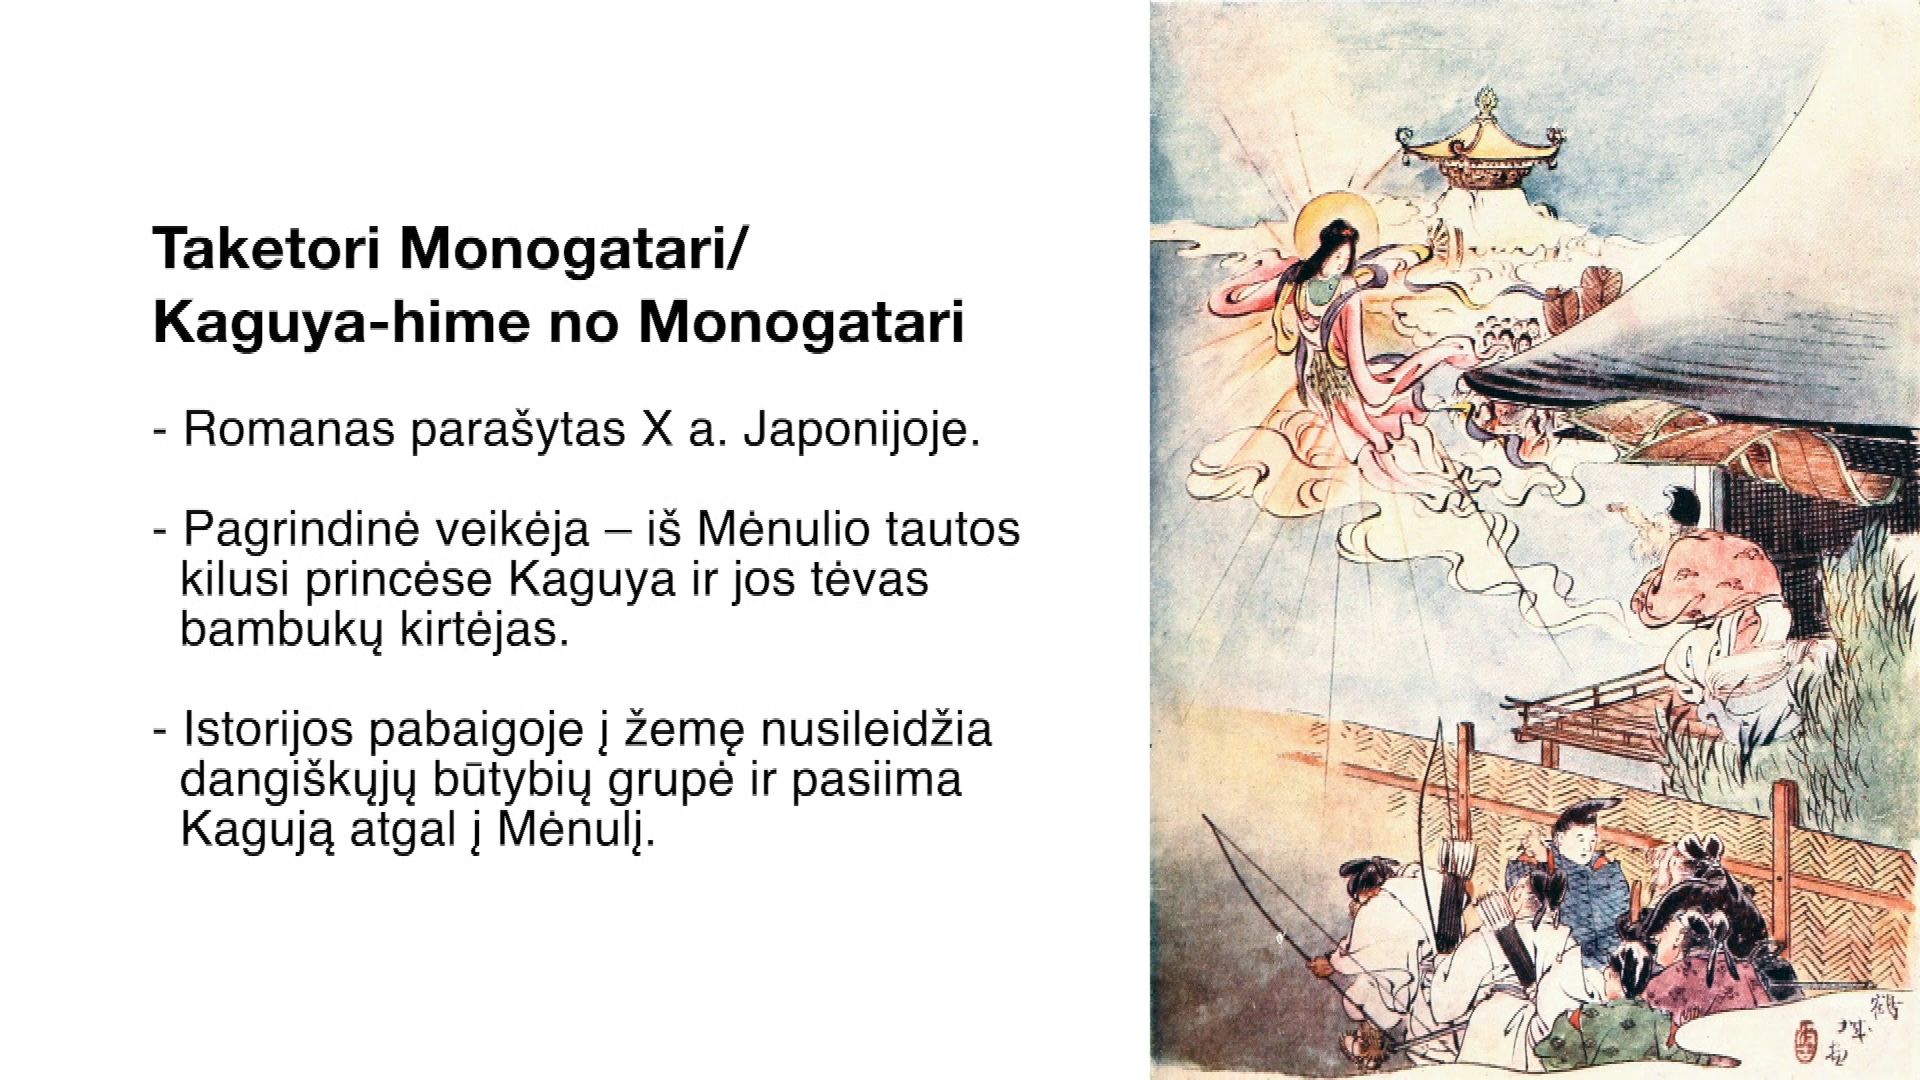 Taketori Monogatari/
Kaguya-hime no Monogatari
- Romanas parašytas X a. Japonijoje.
- Pagrindinė veikėja – iš Mėnulio tautos
kilusi princėse Kaguya ir jos tėvas
bambukų kirtėjas.
- Istorijos pabaigoje į žemę nusileidžia
dangiškųjų būtybių grupė ir pasiima
Kagują atgal į Mėnulį.